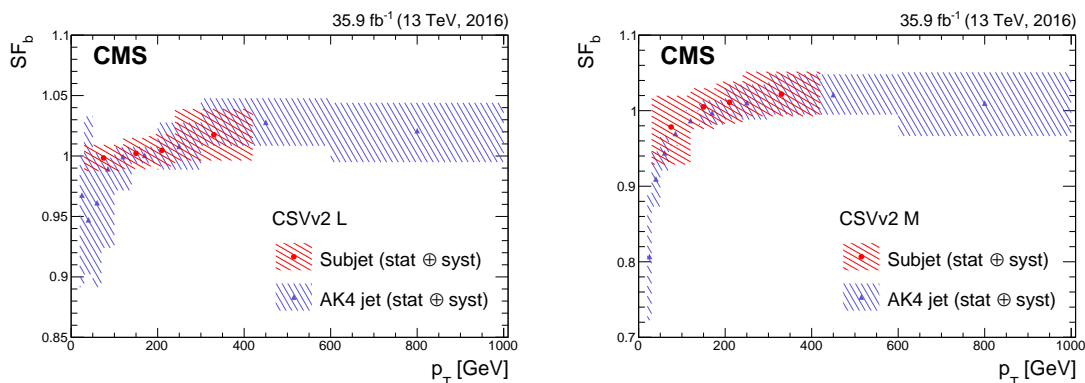 35.9 fb⁻¹ (13 TeV, 2016)
SF_b
CMS
1.1
1.05
1
0.95
0.9
0.85
CSVv2 L
Subjet (stat ⊕ syst)
AK4 jet (stat ⊕ syst)
0 200 400 600 800 1000
p_T [GeV]
35.9 fb⁻¹ (13 TeV, 2016)
SF_b
CMS
1.1
1
0.9
0.8
0.7
CSVv2 M
Subjet (stat ⊕ syst)
AK4 jet (stat ⊕ syst)
0 200 400 600 800 1000
p_T [GeV]